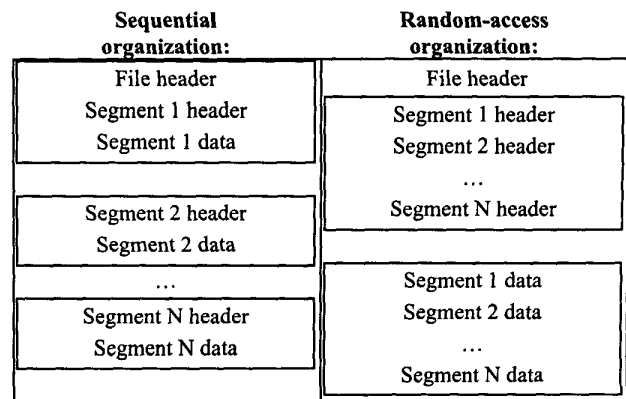 Sequential
organization:
File header
Segment 1 header
Segment 1 data
Segment 2 header
Segment 2 data
...
Segment N header
Segment N data
Random-access
organization:
File header
Segment 1 header
Segment 2 header
...
Segment N header
Segment 1 data
Segment 2 data
...
Segment N data